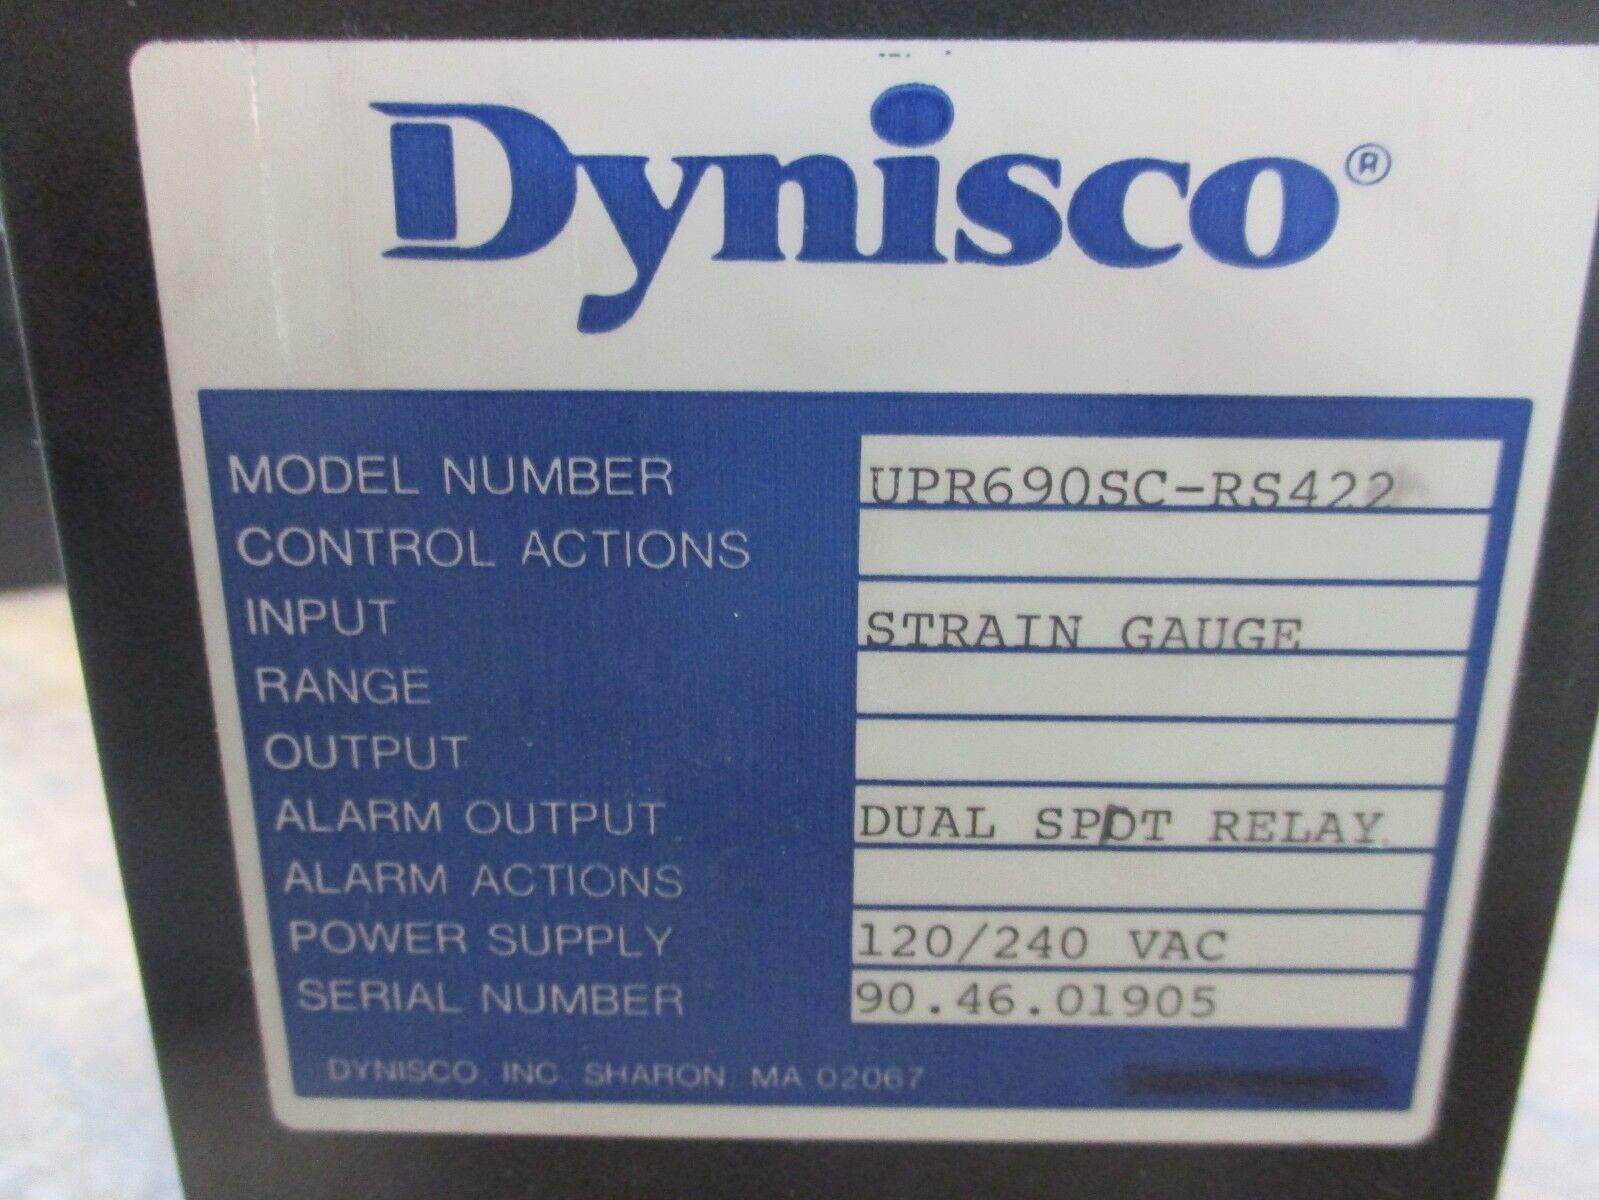 Dynisco®
MODEL NUMBER UPR690SC-RS422
CONTROL ACTIONS
INPUT STRAIN GAUGE
RANGE
OUTPUT
ALARM OUTPUT DUAL SPDT RELAY
ALARM ACTIONS
POWER SUPPLY 120/240 VAC
SERIAL NUMBER 90.46.01905
DYNISCO, INC. SHARON, MA 02067